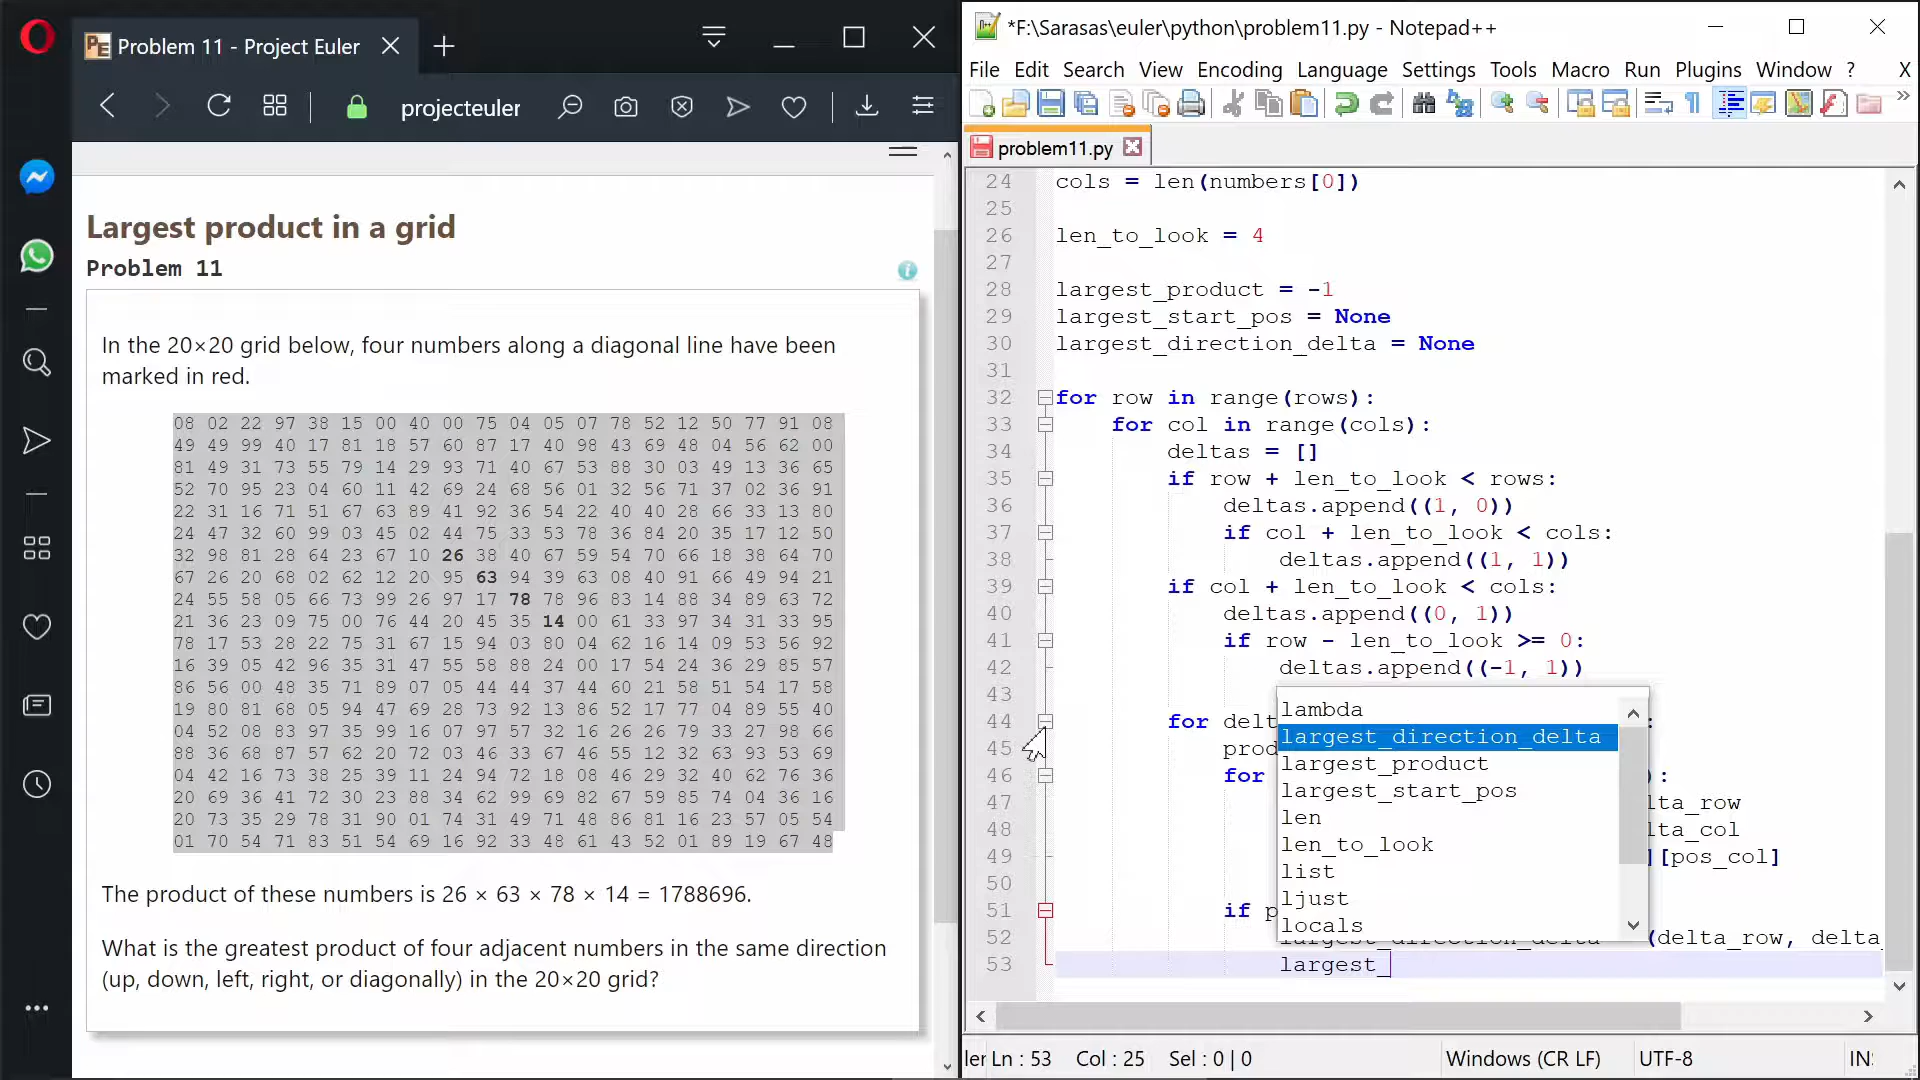 Problem 11 - Project Euler
projecteuler
Largest product in a grid
Problem 11
In the 20×20 grid below, four numbers along a diagonal line have been
marked in red.
08 02 22 97 38 15 00 40 00 75 04 05 07 78 52 12 50 77 91 08
49 49 99 40 17 81 18 57 60 87 17 40 98 43 69 48 04 56 62 00
81 49 31 73 55 79 14 29 93 71 40 67 53 88 30 03 49 13 36 65
52 70 95 23 04 60 11 42 69 24 68 56 01 32 56 71 37 02 36 91
22 31 16 71 51 67 63 89 41 92 36 54 22 40 40 28 66 33 13 80
24 47 32 60 99 03 45 02 44 75 33 53 78 36 84 20 35 17 12 50
32 98 81 28 64 23 67 10 26 38 40 67 59 54 70 66 18 38 64 70
67 26 20 68 02 62 12 20 95 63 94 39 63 08 40 91 66 49 94 21
24 55 58 05 66 73 99 26 97 17 78 78 96 83 14 88 34 89 63 72
21 36 23 09 75 00 76 44 20 45 35 14 00 61 33 97 34 31 33 95
78 17 53 28 22 75 31 67 15 94 03 80 04 62 16 14 09 53 56 92
16 39 05 42 96 35 31 47 55 58 88 24 00 17 54 24 36 29 85 57
86 56 00 48 35 71 89 07 05 44 44 37 44 60 21 58 51 54 17 58
19 80 81 68 05 94 47 69 28 73 92 13 86 52 17 77 04 89 55 40
04 52 08 83 97 35 99 16 07 97 57 32 16 26 26 79 33 27 98 66
88 36 68 87 57 62 20 72 03 46 33 67 46 55 12 32 63 93 53 69
04 42 16 73 38 25 39 11 24 94 72 18 08 46 29 32 40 62 76 36
20 69 36 41 72 30 23 88 34 62 99 69 82 67 59 85 74 04 36 16
20 73 35 29 78 31 90 01 74 31 49 71 48 86 81 16 23 57 05 54
01 70 54 71 83 51 54 69 16 92 33 48 61 43 52 01 89 19 67 48
The product of these numbers is 26 × 63 × 78 × 14 = 1788696.
What is the greatest product of four adjacent numbers in the same direction
(up, down, left, right, or diagonally) in the 20×20 grid?
*F:\Sarasas\euler\python\problem11.py - Notepad++
File Edit Search View Encoding Language Settings Tools Macro Run Plugins Window ? X
problem11.py
24 cols = len(numbers[0])
25
26 len_to_look = 4
27
28 largest_product = -1
29 largest_start_pos = None
30 largest_direction_delta = None
31
32 for row in range(rows):
33 for col in range(cols):
34 deltas = []
35 if row + len_to_look < rows:
36 deltas.append((1, 0))
37 if col + len_to_look < cols:
38 deltas.append((1, 1))
39 if col + len_to_look < cols:
40 deltas.append((0, 1))
41 if row - len_to_look >= 0:
42 deltas.append((-1, 1))
43
44 for delt :
45 prod
46 for ):
47 lta_row
48 lta_col
49 ][pos_col]
50
51 if p
52 largest_direction_delta (delta_row, delta_
53 largest_
lambda
largest_direction_delta
largest_product
largest_start_pos
len
len_to_look
list
ljust
locals
ler Ln : 53 Col : 25 Sel : 0 | 0 Windows (CR LF) UTF-8 IN